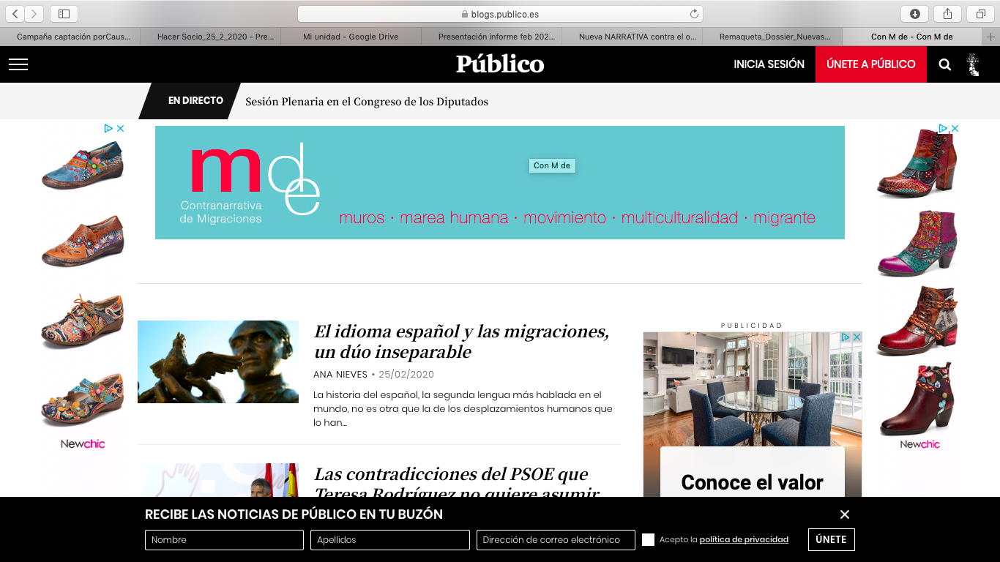 blogs.publico.es
Campaña captación porCaus...
Hacer Socio_25_2_2020 - Pre...
Mi unidad - Google Drive
Presentación informe feb 202...
Nueva NARRATIVA contra el o...
Remaqueta_Dossier_Nuevas...
Con M de - Con M de
Público
INICIA SESIÓN
ÚNETE A PÚBLICO
EN DIRECTO
Sesión Plenaria en el Congreso de los Diputados
m de
Contranarrativa
de Migraciones
Con M de
muros · marea humana · movimiento · multiculturalidad · migrante
El idioma español y las migraciones,
un dúo inseparable
ANA NIEVES • 25/02/2020
La historia del español, la segunda lengua más hablada en el
mundo, no es otra que la de los desplazamientos humanos que
lo han...
Las contradicciones del PSOE que
Teresa Rodríguez no quiere asumir
PUBLICIDAD
Conoce el valor
Newchic
Newchic
RECIBE LAS NOTICIAS DE PÚBLICO EN TU BUZÓN
Nombre
Apellidos
Dirección de correo electrónico
Acepto la política de privacidad
ÚNETE